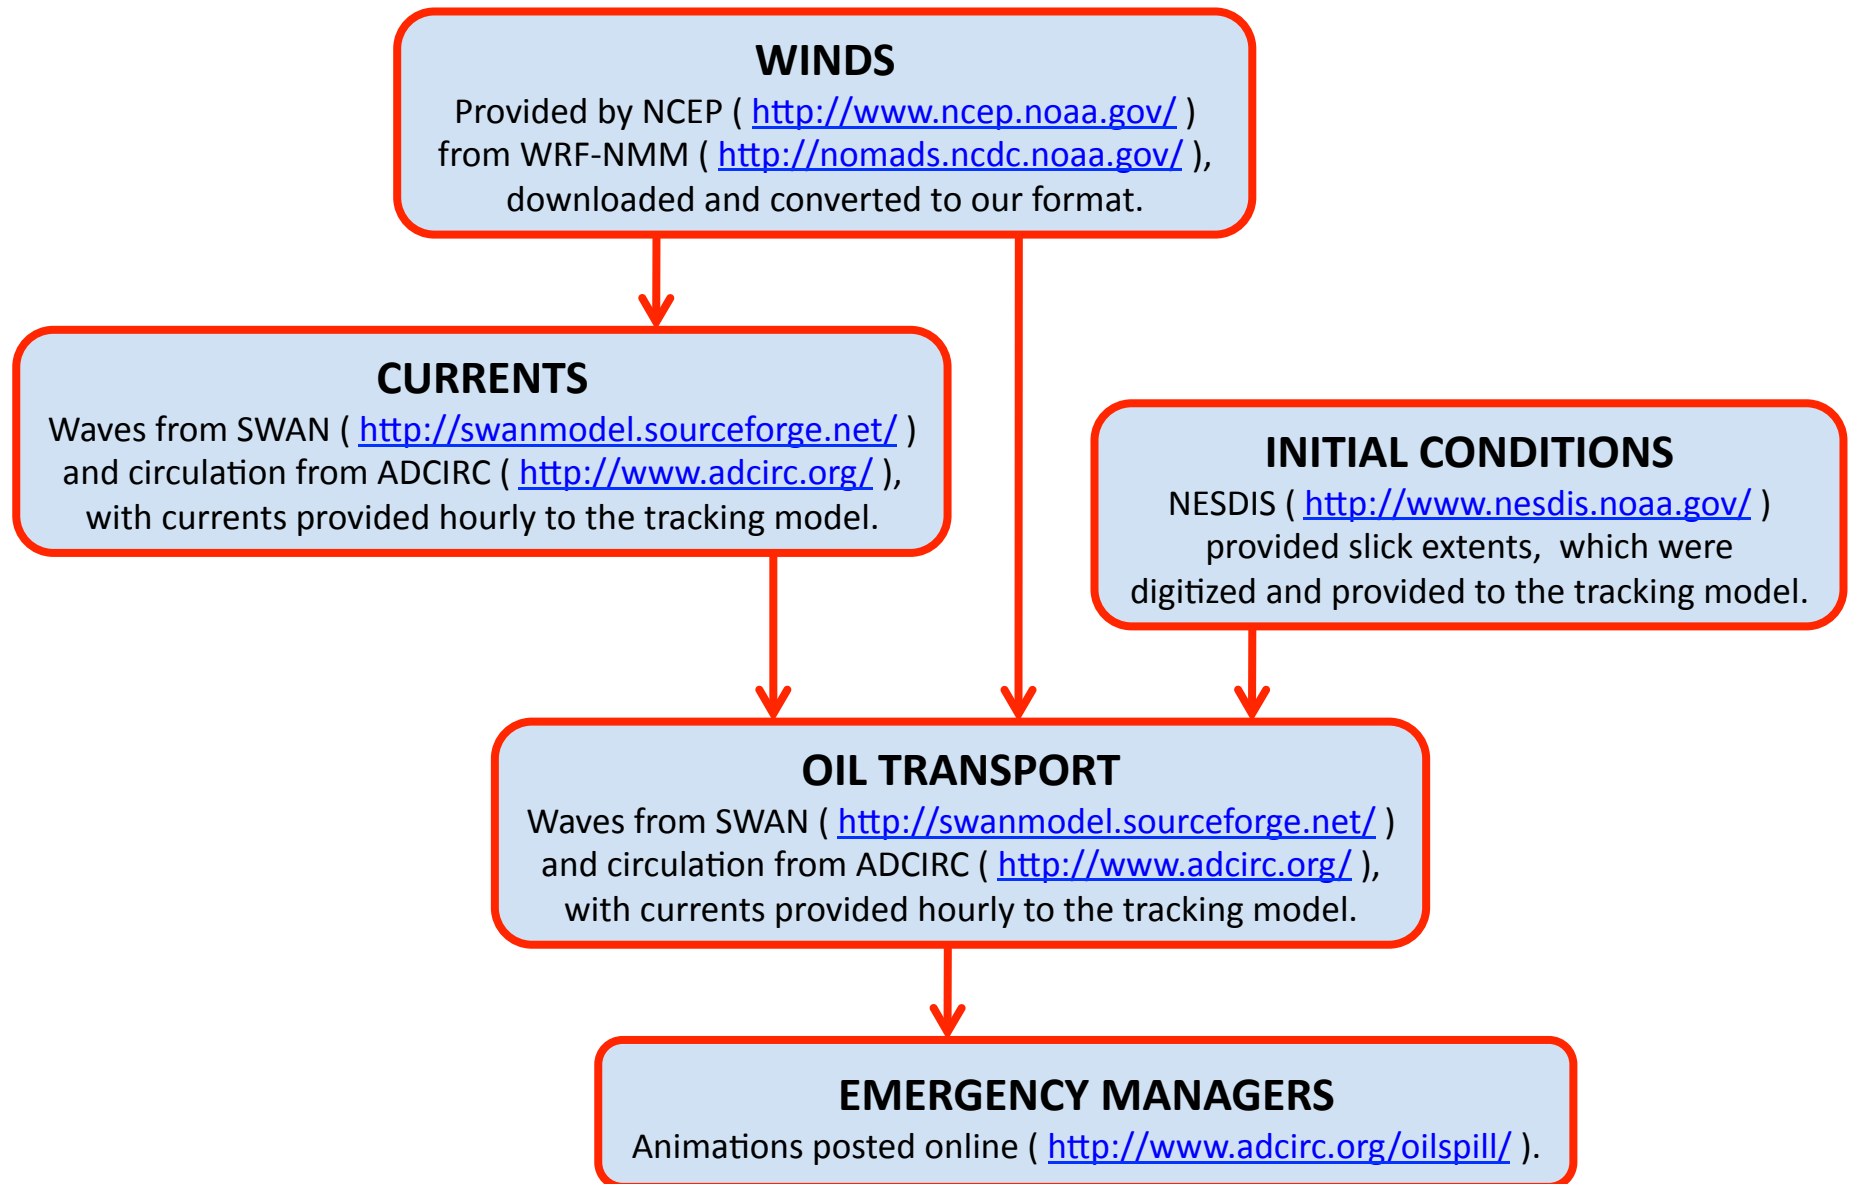 WINDS
Provided by NCEP ( http://www.ncep.noaa.gov/ )
from WRF-NMM ( http://nomads.ncdc.noaa.gov/ ),
downloaded and converted to our format.
CURRENTS
Waves from SWAN ( http://swanmodel.sourceforge.net/ )
and circulation from ADCIRC ( http://www.adcirc.org/ ),
with currents provided hourly to the tracking model.
INITIAL CONDITIONS
NESDIS ( http://www.nesdis.noaa.gov/ )
provided slick extents,  which were
digitized and provided to the tracking model.
OIL TRANSPORT
Waves from SWAN ( http://swanmodel.sourceforge.net/ )
and circulation from ADCIRC ( http://www.adcirc.org/ ),
with currents provided hourly to the tracking model.
EMERGENCY MANAGERS
Animations posted online ( http://www.adcirc.org/oilspill/ ).